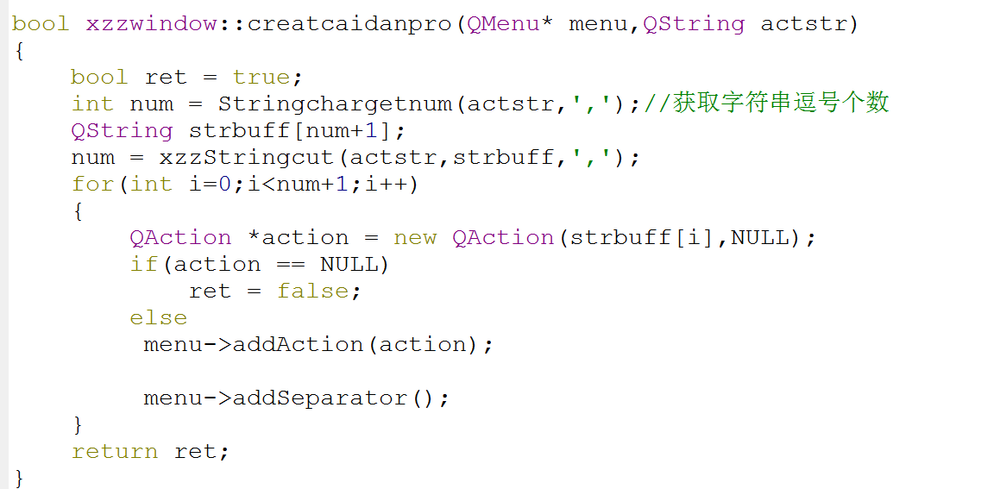 bool xzzwindow::creatcaidanpro(QMenu* menu,QString actstr)
{
    bool ret = true;
    int num = Stringchargetnum(actstr,',');//获取字符串逗号个数
    QString strbuff[num+1];
    num = xzzStringcut(actstr,strbuff,',');
    for(int i=0;i<num+1;i++)
    {
        QAction *action = new QAction(strbuff[i],NULL);
        if(action == NULL)
            ret = false;
        else
         menu->addAction(action);

         menu->addSeparator();
    }
    return ret;
}